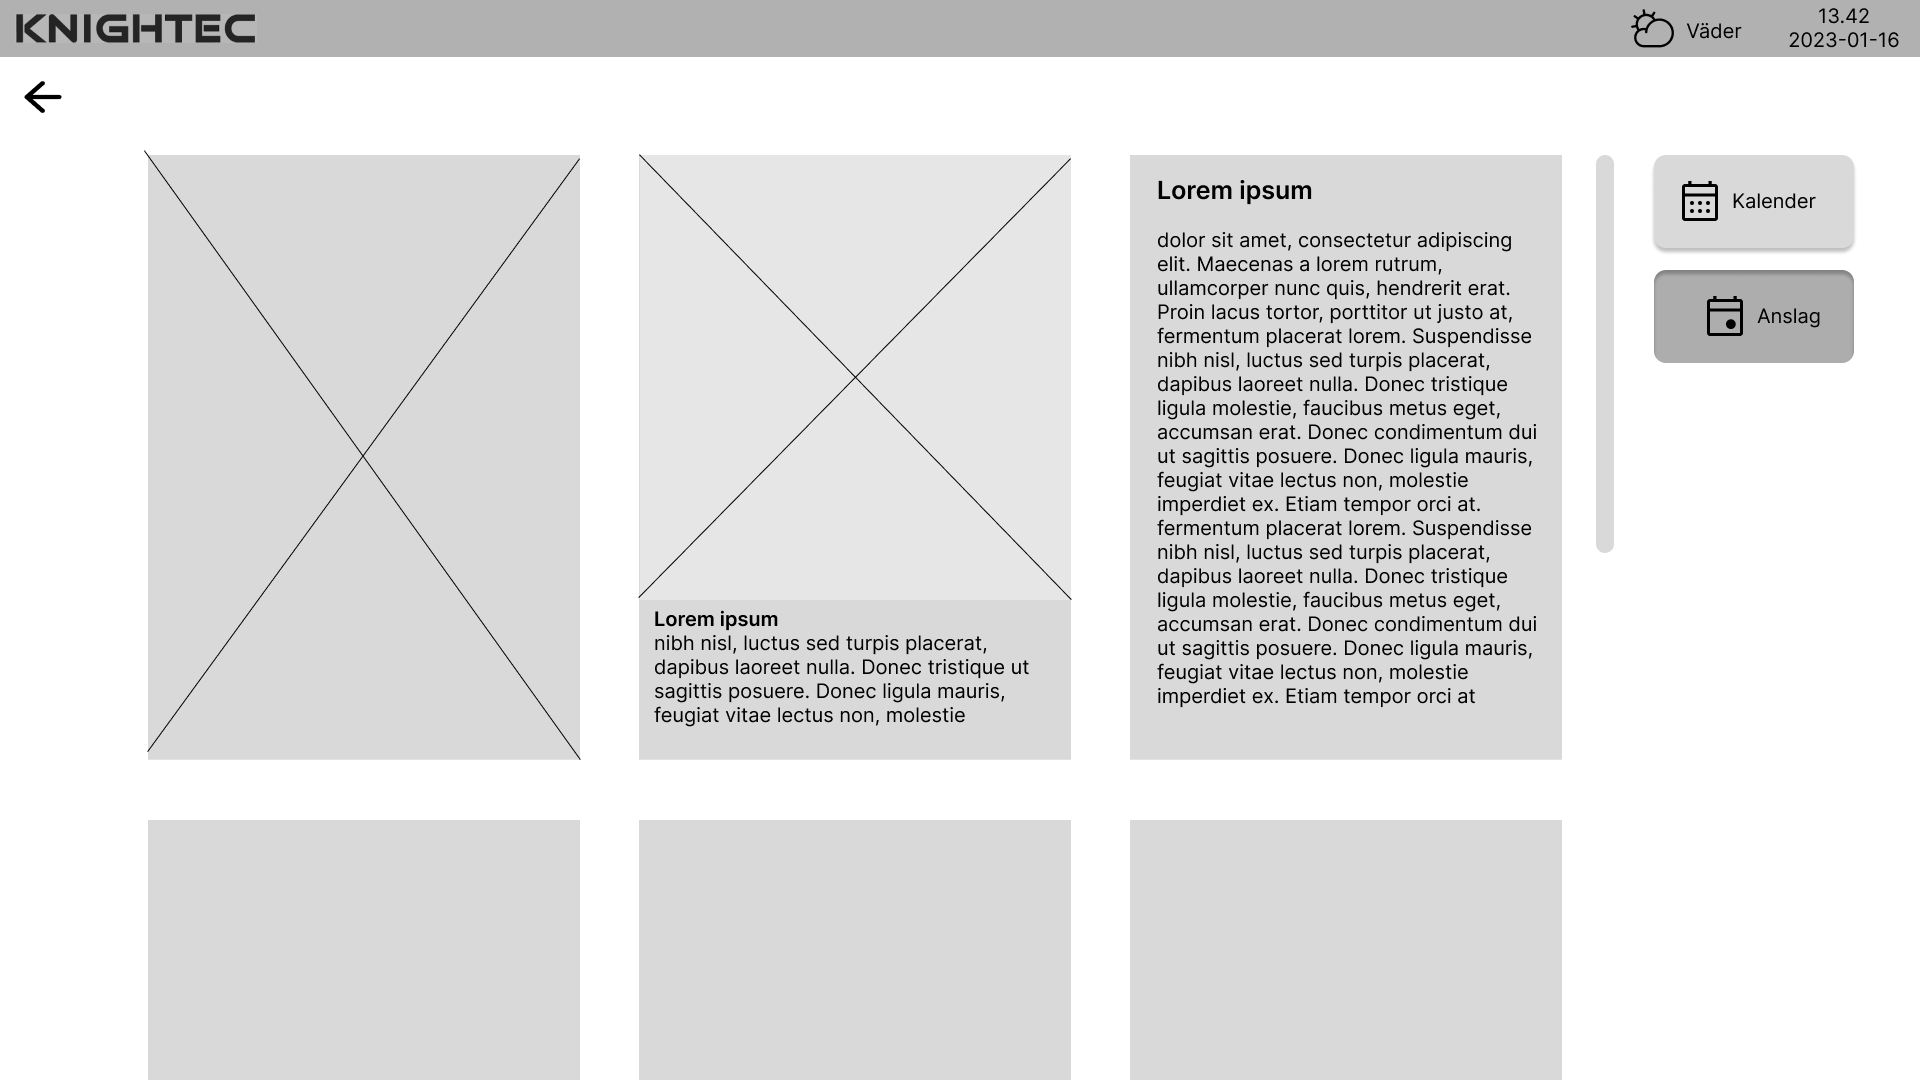 KNIGHTEC
Väder
13.42
2023-01-16
Lorem ipsum
nibh nisl, luctus sed turpis placerat,
dapibus laoreet nulla. Donec tristique ut
sagittis posuere. Donec ligula mauris,
feugiat vitae lectus non, molestie
Lorem ipsum
dolor sit amet, consectetur adipiscing
elit. Maecenas a lorem rutrum,
ullamcorper nunc quis, hendrerit erat.
Proin lacus tortor, porttitor ut justo at,
fermentum placerat lorem. Suspendisse
nibh nisl, luctus sed turpis placerat,
dapibus laoreet nulla. Donec tristique
ligula molestie, faucibus metus eget,
accumsan erat. Donec condimentum dui
ut sagittis posuere. Donec ligula mauris,
feugiat vitae lectus non, molestie
imperdiet ex. Etiam tempor orci at.
fermentum placerat lorem. Suspendisse
nibh nisl, luctus sed turpis placerat,
dapibus laoreet nulla. Donec tristique
ligula molestie, faucibus metus eget,
accumsan erat. Donec condimentum dui
ut sagittis posuere. Donec ligula mauris,
feugiat vitae lectus non, molestie
imperdiet ex. Etiam tempor orci at
Kalender
Anslag